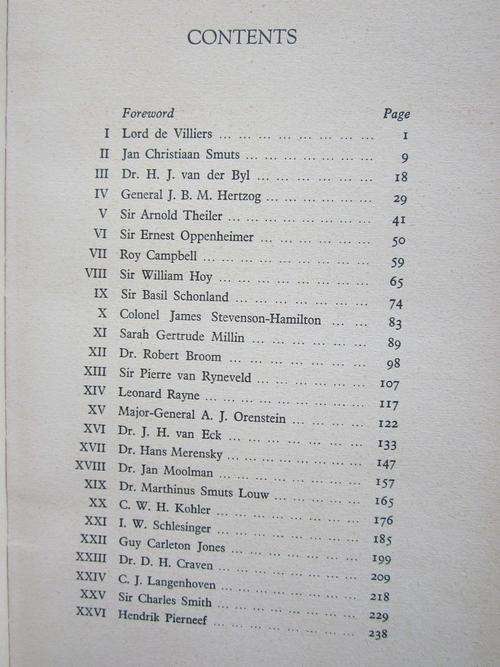 CONTENTS
Foreword Page
I Lord de Villiers ... ... ... ... ... ... ... 1
II Jan Christiaan Smuts ... ... ... ... ... ... 9
III Dr. H. J. van der Byl ... ... ... ... ... ... 18
IV General J. B. M. Hertzog ... ... ... ... ... 29
V Sir Arnold Theiler ... ... ... ... ... ... ... 41
VI Sir Ernest Oppenheimer ... ... ... ... ... 50
VII Roy Campbell ... ... ... ... ... ... ... 59
VIII Sir William Hoy ... ... ... ... ... ... ... 65
IX Sir Basil Schonland ... ... ... ... ... ... 74
X Colonel James Stevenson-Hamilton ... ... 83
XI Sarah Gertrude Millin ... ... ... ... ... ... 89
XII Dr. Robert Broom ... ... ... ... ... ... 98
XIII Sir Pierre van Ryneveld ... ... ... ... ... 107
XIV Leonard Rayne ... ... ... ... ... ... ... 117
XV Major-General A. J. Orenstein ... ... ... ... 122
XVI Dr. J. H. van Eck ... ... ... ... ... ... 133
XVII Dr. Hans Merensky ... ... ... ... ... ... 147
XVIII Dr. Jan Moolman ... ... ... ... ... ... 157
XIX Dr. Marthinus Smuts Louw ... ... ... ... 165
XX C. W. H. Kohler ... ... ... ... ... ... 176
XXI I. W. Schlesinger ... ... ... ... ... ... 185
XXII Guy Carleton Jones ... ... ... ... ... ... 199
XXIII Dr. D. H. Craven ... ... ... ... ... ... 209
XXIV C. J. Langenhoven ... ... ... ... ... ... 218
XXV Sir Charles Smith ... ... ... ... ... ... 229
XXVI Hendrik Pierneef ... ... ... ... ... ... 238